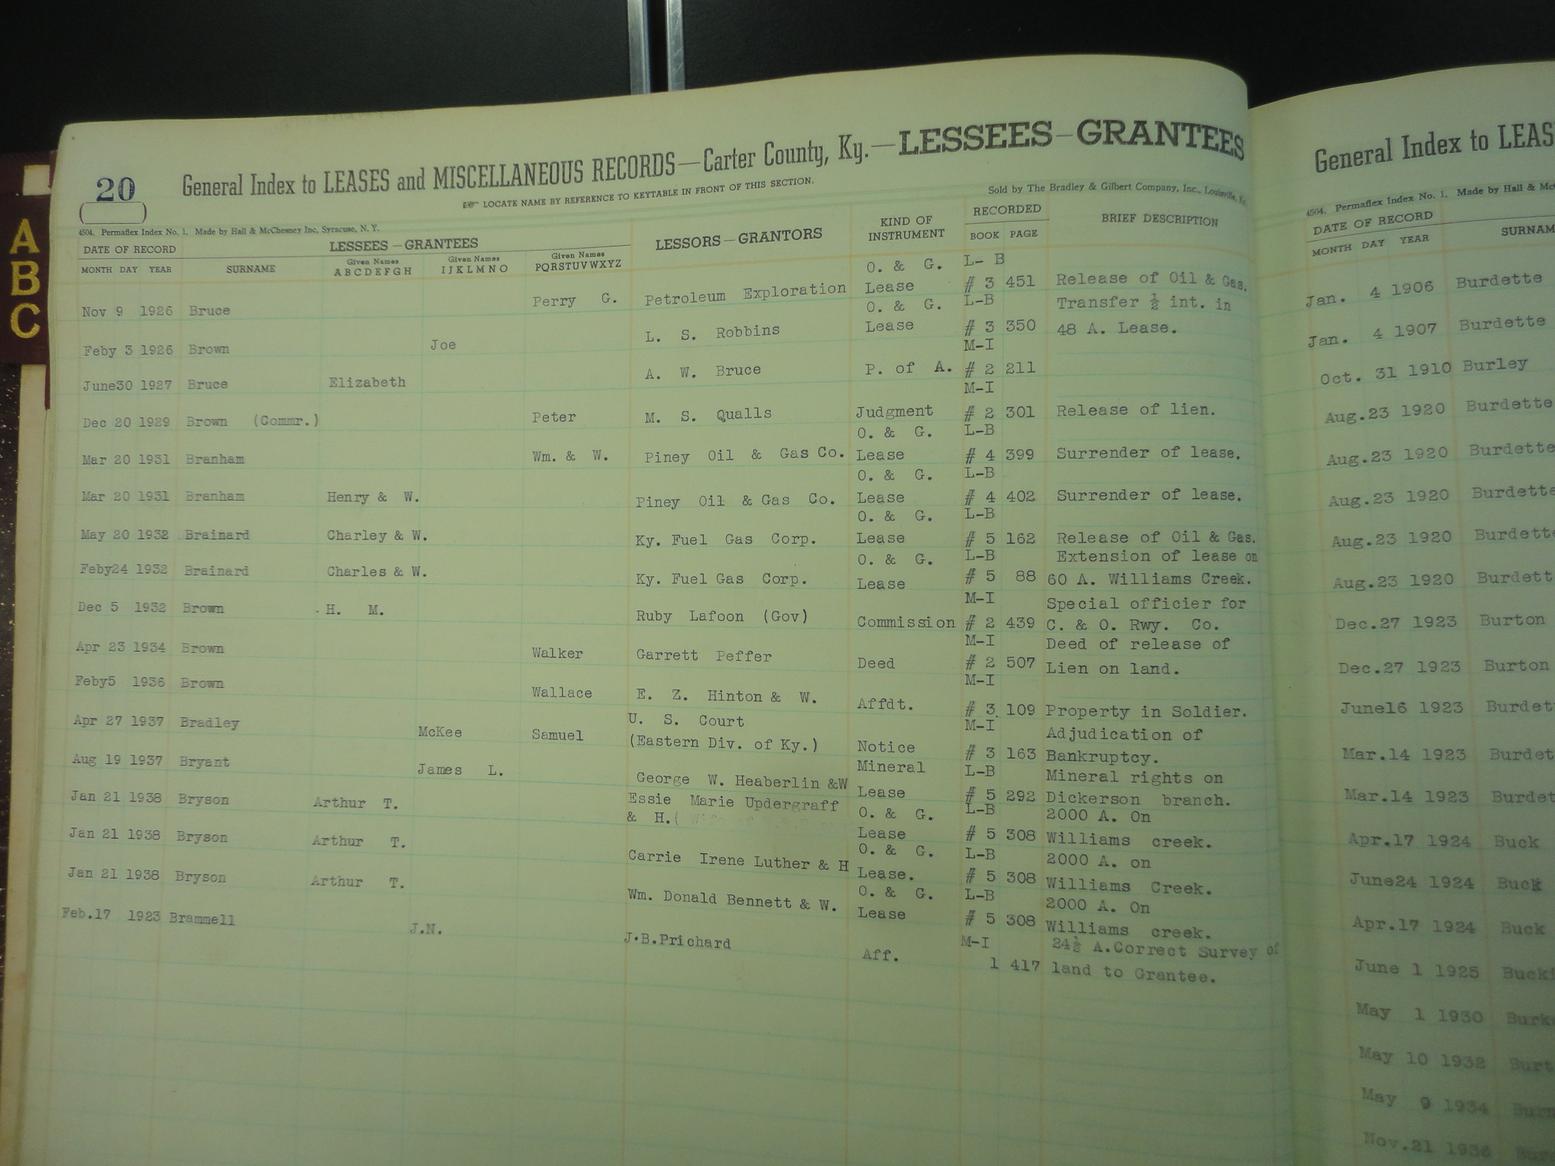 A
B
C
20
General Index to LEASES and MISCELLANEOUS RECORDS—Carter County, Ky.—LESSEES—GRANTEES
LOCATE NAME BY REFERENCE TO KEYTABLE IN FRONT OF THIS SECTION.
Sold by The Bradley & Gilbert Company, Inc., Louisville, Ky.
4504. Permaflex Index No. 1. Made by Hall & McChesney Inc, Syracuse, N. Y.
DATE OF RECORD LESSEES—GRANTEES LESSORS—GRANTORS KIND OF INSTRUMENT RECORDED BRIEF DESCRIPTION
MONTH DAY YEAR SURNAME Given Names ABCDEFGH Given Names IJKLMNO Given Names PQRSTUVWXYZ BOOK PAGE
O. & G. L- B
Nov 9 1926 Bruce Perry G. Petroleum Exploration Lease # 3 451 Release of Oil & Gas.
O. & G. L-B Transfer ½ int. in
Feby 3 1926 Brown Joe L. S. Robbins Lease # 3 350 48 A. Lease.
M-I
June30 1927 Bruce Elizabeth A. W. Bruce P. of A. # 2 211
M-I
Dec 20 1929 Brown (Commr.) Peter M. S. Qualls Judgment # 2 301 Release of lien.
O. & G. L-B
Mar 20 1931 Branham Wm. & W. Piney Oil & Gas Co. Lease # 4 399 Surrender of lease.
O. & G. L-B
Mar 20 1931 Branham Henry & W. Piney Oil & Gas Co. Lease # 4 402 Surrender of lease.
O. & G. L-B
May 20 1932 Brainard Charley & W. Ky. Fuel Gas Corp. Lease # 5 162 Release of Oil & Gas.
O. & G. L-B Extension of lease on
Feby24 1932 Brainard Charles & W. Ky. Fuel Gas Corp. Lease # 5 88 60 A. Williams Creek.
M-I Special officier for
Dec 5 1932 Brown H. M. Ruby Lafoon (Gov) Commission # 2 439 C. & O. Rwy. Co.
M-I Deed of release of
Apr 23 1934 Brown Walker Garrett Peffer Deed # 2 507 Lien on land.
M-I
Feby5 1936 Brown Wallace E. Z. Hinton & W. Affdt. # 3 109 Property in Soldier.
U. S. Court M-I Adjudication of
Apr 27 1937 Bradley McKee Samuel (Eastern Div. of Ky.) Notice # 3 163 Bankruptcy.
Mineral L-B Mineral rights on
Aug 19 1937 Bryant James L. George W. Heaberlin &W Lease # 5 292 Dickerson branch.
Essie Marie Updergraff O. & G. L-B 2000 A. On
Jan 21 1938 Bryson Arthur T. & H.( Lease # 5 308 Williams creek.
O. & G. L-B 2000 A. on
Jan 21 1938 Bryson Arthur T. Carrie Irene Luther & H Lease. # 5 308 Williams Creek.
O. & G. L-B 2000 A. On
Jan 21 1938 Bryson Arthur T. Wm. Donald Bennett & W. Lease # 5 308 Williams creek.
M-I 24½ A.Correct Survey of
Feb.17 1923 Brammell J.N. J.B.Prichard Aff. 1 417 land to Grantee.
General Index to LEAS
4504. Permaflex Index No. 1. Made by Hall & Mc
DATE OF RECORD
MONTH DAY YEAR SURNAM
Jan. 4 1906 Burdette
Jan. 4 1907 Burdette
Oct. 31 1910 Burley
Aug.23 1920 Burdette
Aug.23 1920 Burdette
Aug.23 1920 Burdette
Aug.23 1920 Burdett
Aug.23 1920 Burdett
Dec.27 1923 Burton
Dec.27 1923 Burton
June16 1923 Burdet
Mar.14 1923 Burdet
Mar.14 1923 Burdet
Apr.17 1924 Buck
June24 1924 Buck
Apr.17 1924 Buck
June 1 1925 Buck
May 1 1930 Burk
May 10 1932 Burt
May 9 1934 Burn
Nov.21 1936